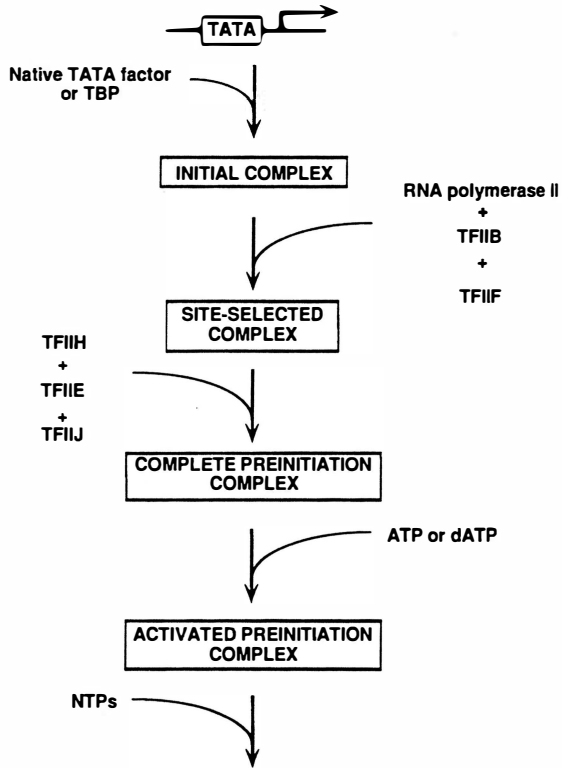 TATA
Native TATA factor
or TBP
INITIAL COMPLEX
RNA polymerase II
+
TFIIB
+
TFIIF
SITE-SELECTED
COMPLEX
TFIIH
+
TFIIE
+
TFIIJ
COMPLETE PREINITIATION
COMPLEX
ATP or dATP
ACTIVATED PREINITIATION
COMPLEX
NTPs